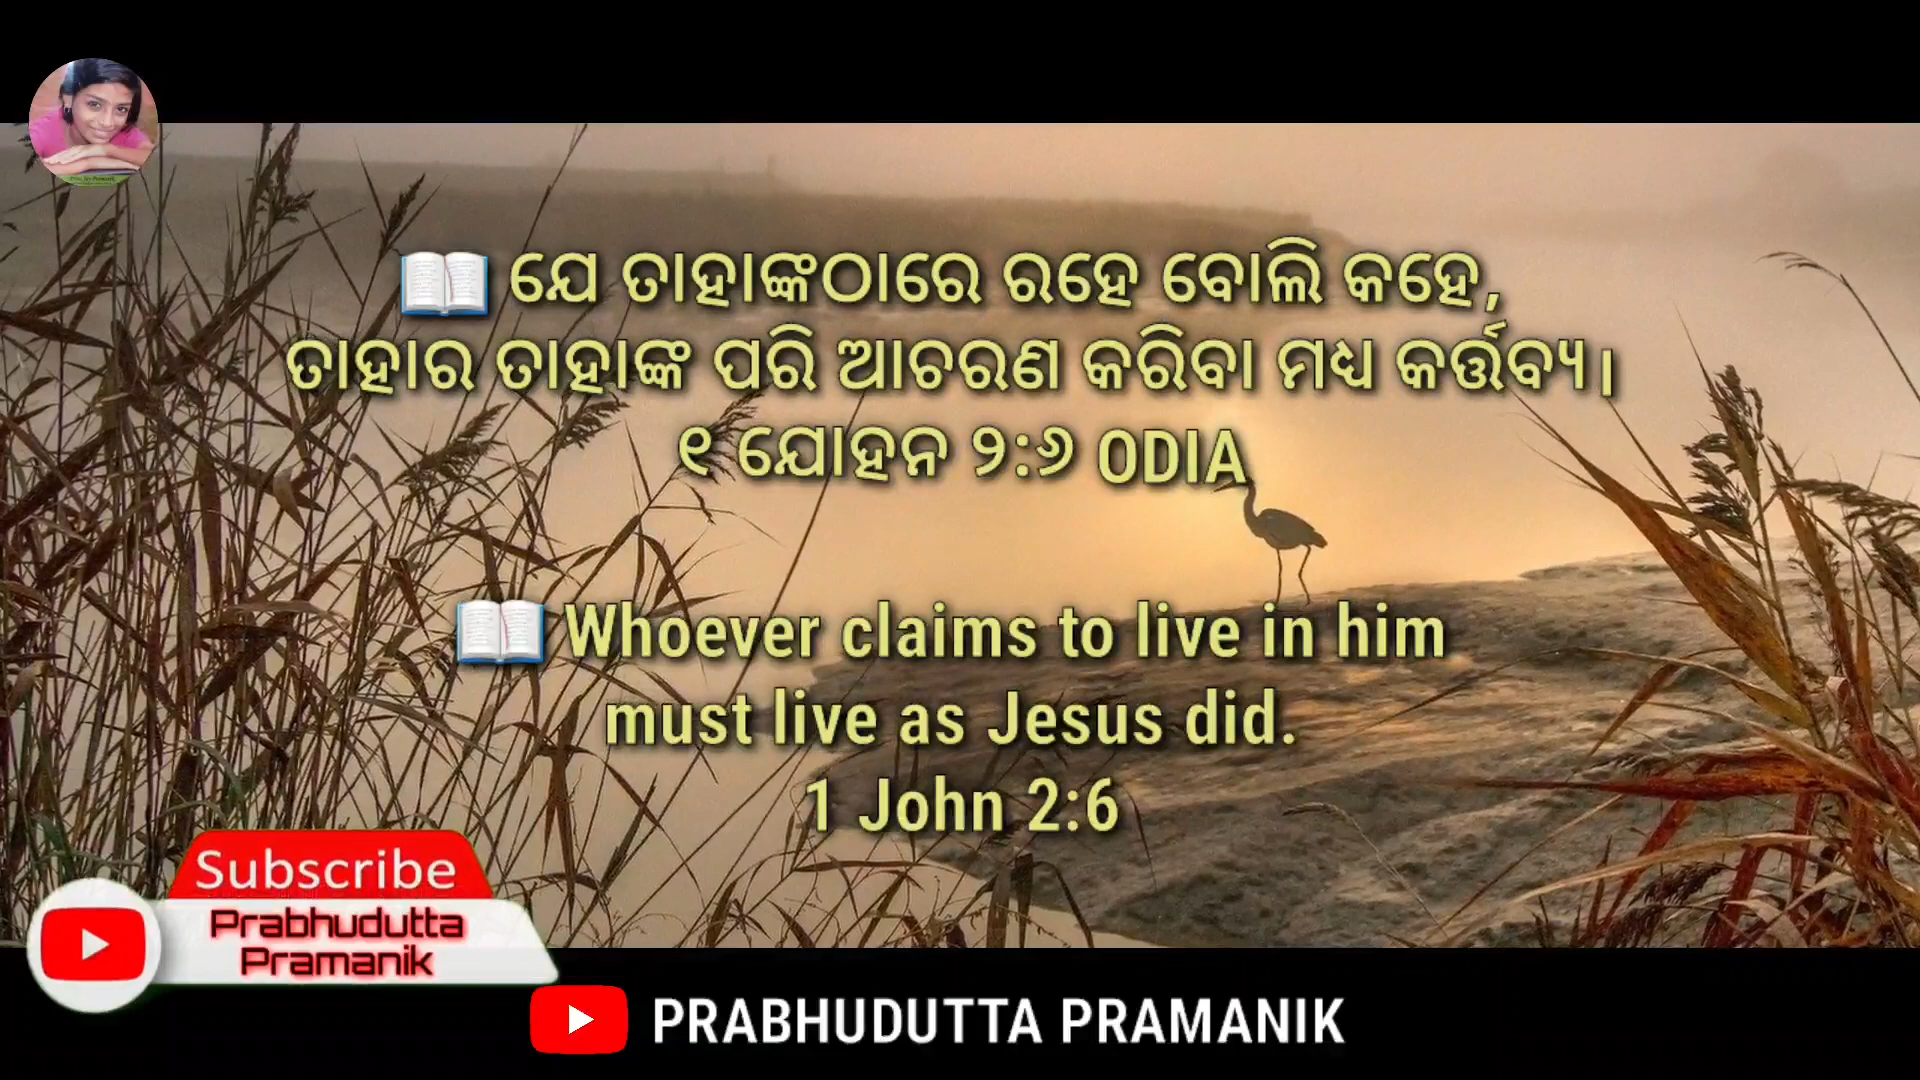 📖 ଯେ ତାହାଙ୍କଠାରେ ରହେ ବୋଲି କହେ,
ତାହାର ତାହାଙ୍କ ପରି ଆଚରଣ କରିବା ମଧ୍ୟ କର୍ତ୍ତବ୍ୟ।
୧ ଯୋହନ ୨:୬ ODIA
📖 Whoever claims to live in him
must live as Jesus did.
1 John 2:6
Subscribe
Prabhudutta
Pramanik
PRABHUDUTTA PRAMANIK